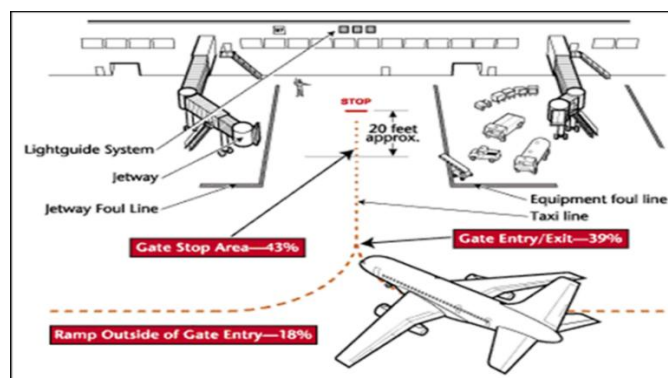 STOP
20 feet
approx.
Lightguide System
Jetway
Jetway Foul Line
Equipment foul line
Taxi line
Gate Stop Area—43%
Gate Entry/Exit—39%
Ramp Outside of Gate Entry—18%